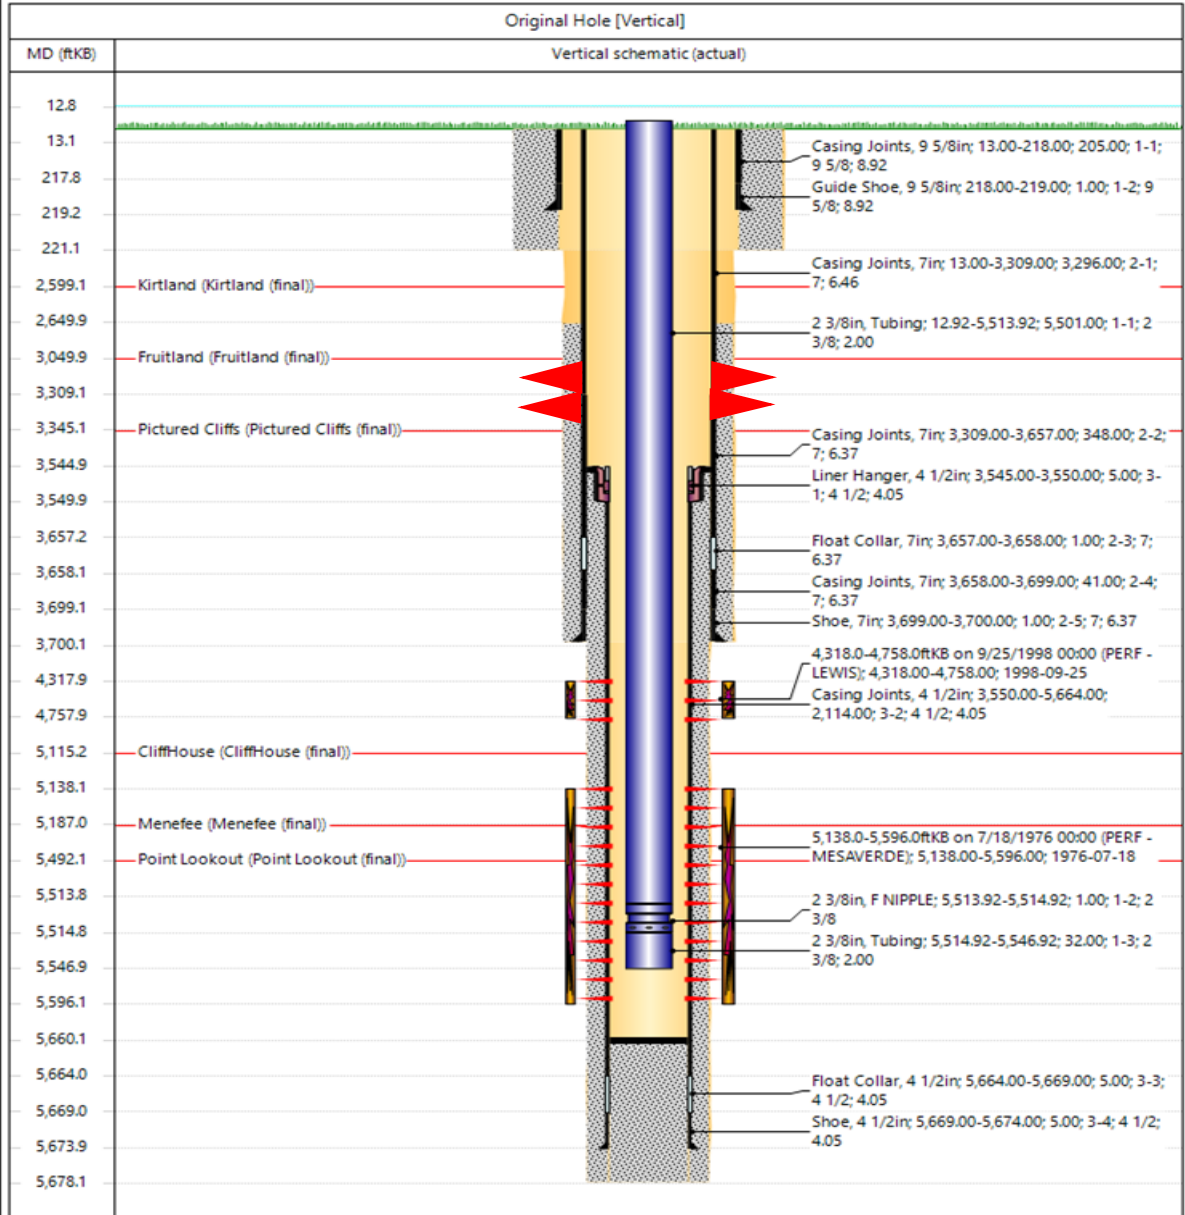 Original Hole [Vertical]
MD (ftKB)
Vertical schematic (actual)
12.8
13.1
Casing Joints, 9 5/8in; 13.00-218.00; 205.00; 1-1;
9 5/8; 8.92
217.8
Guide Shoe, 9 5/8in; 218.00-219.00; 1.00; 1-2; 9
5/8; 8.92
219.2
221.1
Casing Joints, 7in; 13.00-3,309.00; 3,296.00; 2-1;
7; 6.46
2,599.1
Kirtland (Kirtland (final))
2,649.9
2 3/8in, Tubing; 12.92-5,513.92; 5,501.00; 1-1; 2
3/8; 2.00
3,049.9
Fruitland (Fruitland (final))
3,309.1
3,345.1
Pictured Cliffs (Pictured Cliffs (final))
Casing Joints, 7in; 3,309.00-3,657.00; 348.00; 2-2;
7; 6.37
3,544.9
Liner Hanger, 4 1/2in; 3,545.00-3,550.00; 5.00; 3-
1; 4 1/2; 4.05
3,549.9
3,657.2
Float Collar, 7in; 3,657.00-3,658.00; 1.00; 2-3; 7;
6.37
3,658.1
Casing Joints, 7in; 3,658.00-3,699.00; 41.00; 2-4;
7; 6.37
3,699.1
Shoe, 7in; 3,699.00-3,700.00; 1.00; 2-5; 7; 6.37
3,700.1
4,318.0-4,758.0ftKB on 9/25/1998 00:00 (PERF -
LEWIS); 4,318.00-4,758.00; 1998-09-25
4,317.9
Casing Joints, 4 1/2in; 3,550.00-5,664.00;
2,114.00; 3-2; 4 1/2; 4.05
4,757.9
5,115.2
CliffHouse (CliffHouse (final))
5,138.1
5,187.0
Menefee (Menefee (final))
5,138.0-5,596.0ftKB on 7/18/1976 00:00 (PERF -
MESAVERDE); 5,138.00-5,596.00; 1976-07-18
5,492.1
Point Lookout (Point Lookout (final))
5,513.8
2 3/8in, F NIPPLE; 5,513.92-5,514.92; 1.00; 1-2; 2
3/8
5,514.8
2 3/8in, Tubing; 5,514.92-5,546.92; 32.00; 1-3; 2
3/8; 2.00
5,546.9
5,596.1
5,660.1
5,664.0
Float Collar, 4 1/2in; 5,664.00-5,669.00; 5.00; 3-3;
4 1/2; 4.05
5,669.0
Shoe, 4 1/2in; 5,669.00-5,674.00; 5.00; 3-4; 4 1/2;
4.05
5,673.9
5,678.1